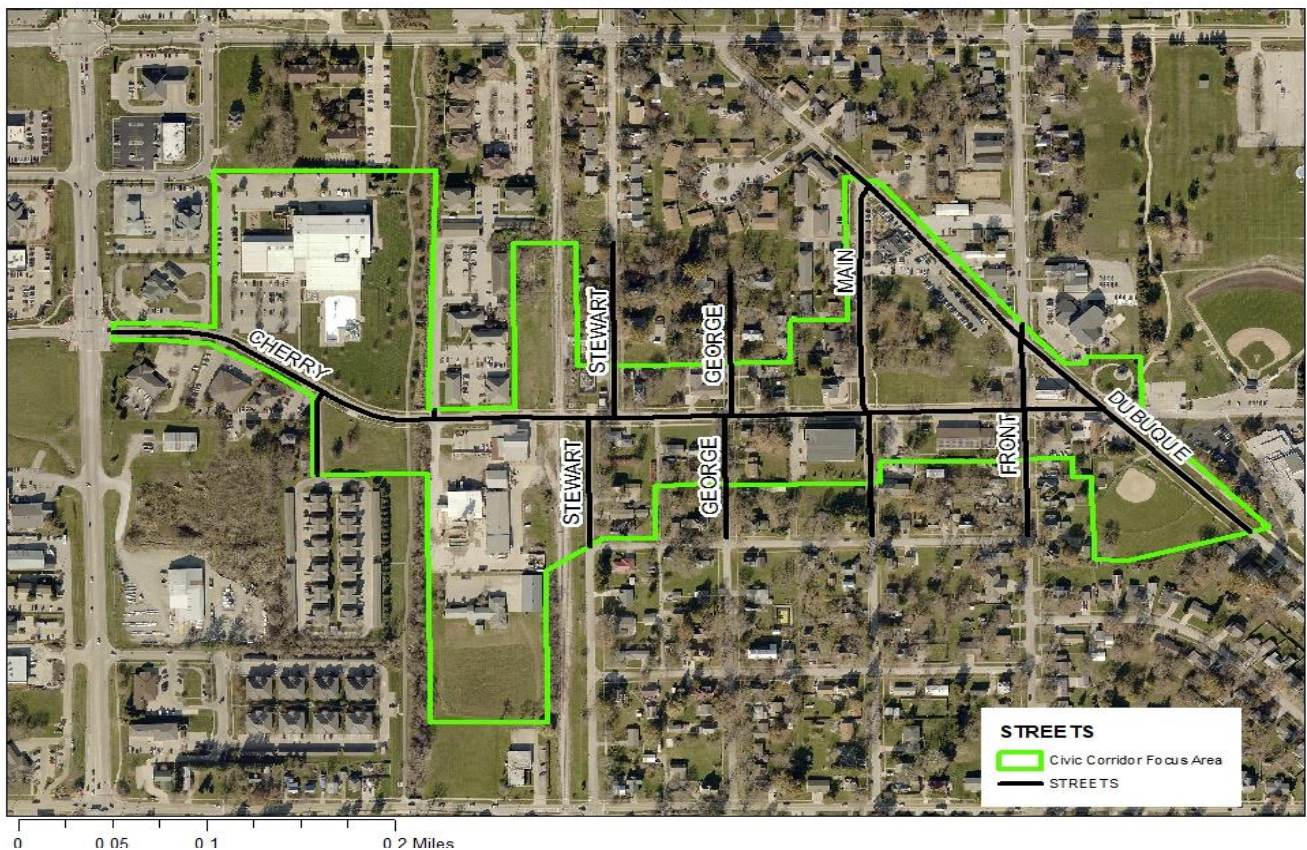 CHERRY
STEWART
GEORGE
MAIN
STEWART
GEORGE
FRONT
DUBUQUE
STREETS
Civic Corridor Focus Area
STREETS
0 0.05 0.1 0.2 Miles